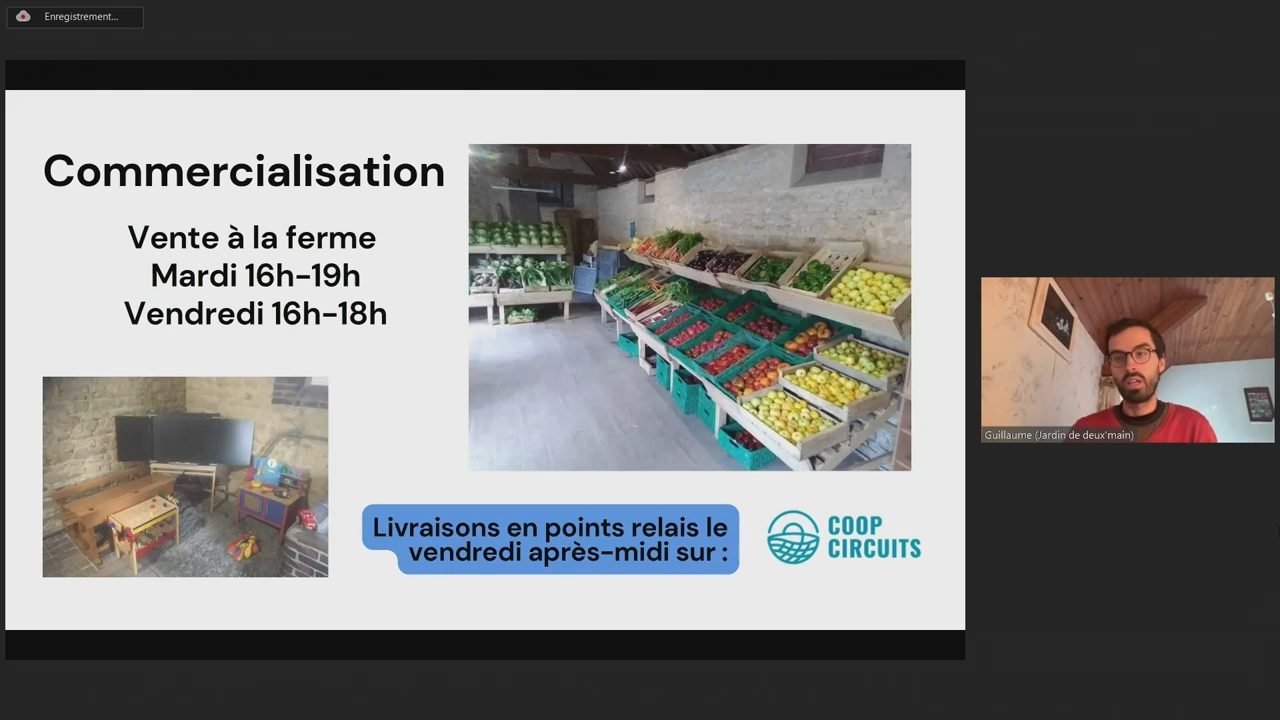 Enregistrement...
Commercialisation
Vente à la ferme
Mardi 16h-19h
Vendredi 16h-18h
Livraisons en points relais le
vendredi après-midi sur :
COOP
CIRCUITS
Guillaume (Jardin de deux'main)